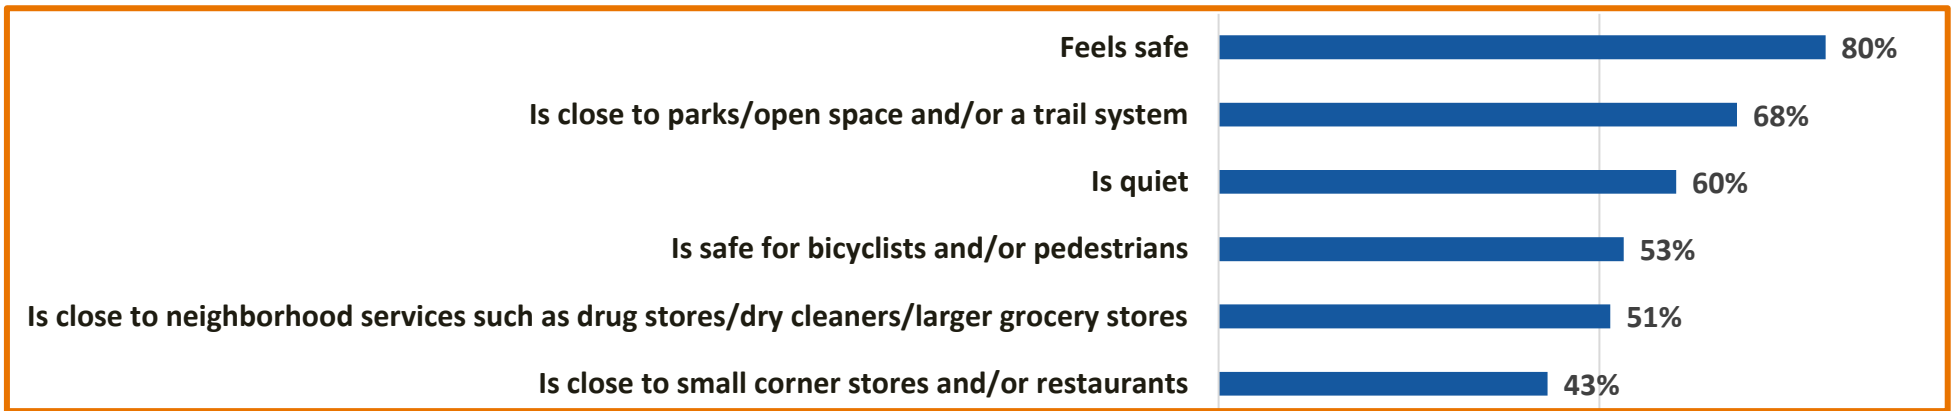 Feels safe 80%
Is close to parks/open space and/or a trail system 68%
Is quiet 60%
Is safe for bicyclists and/or pedestrians 53%
Is close to neighborhood services such as drug stores/dry cleaners/larger grocery stores 51%
Is close to small corner stores and/or restaurants 43%